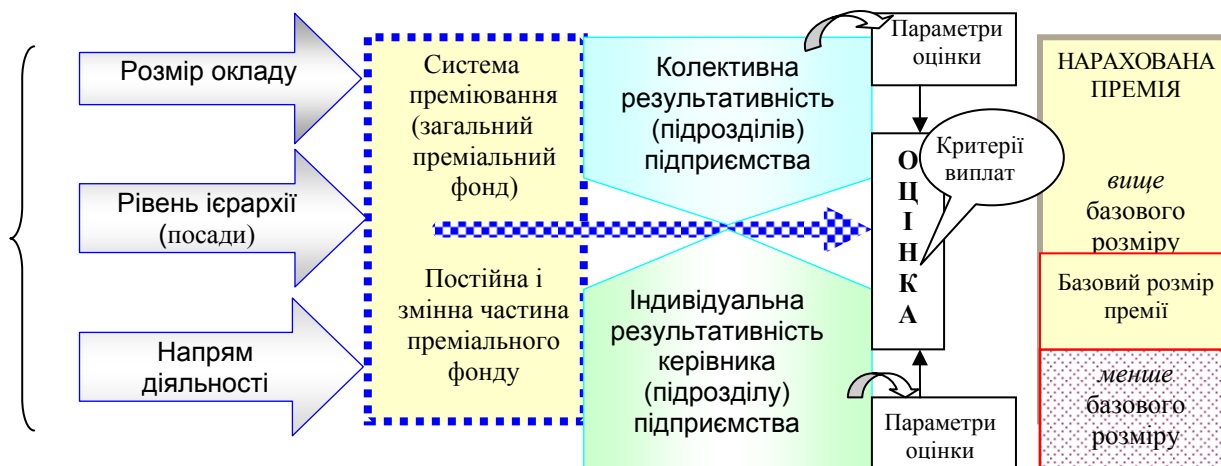 Розмір окладу
Рівень ієрархії
(посади)
Напрям
діяльності
Система
преміювання
(загальний
преміальний
фонд)
Постійна і
змінна частина
преміального
фонду
Колективна
результативність
(підрозділів)
підприємства
Індивідуальна
результативність
керівника
(підрозділу)
підприємства
Параметри
оцінки
О
Ц
І
Н
К
А
Критерії
виплат
Параметри
оцінки
НАРАХОВАНА
ПРЕМІЯ
вище
базового
розміру
Базовий розмір
премії
менше
базового
розміру